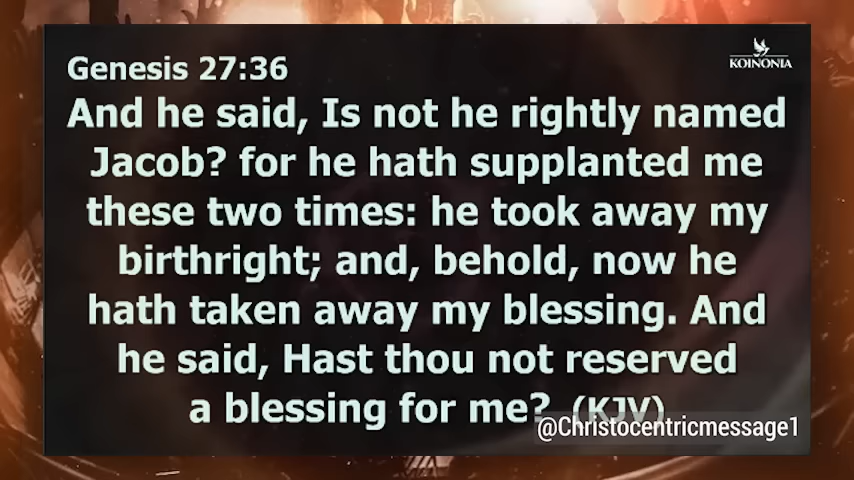 Genesis 27:36
KOINONIA
And he said, Is not he rightly named
Jacob? for he hath supplanted me
these two times: he took away my
birthright; and, behold, now he
hath taken away my blessing. And
he said, Hast thou not reserved
a blessing for me? (KJV)
@Christocentricmessage1